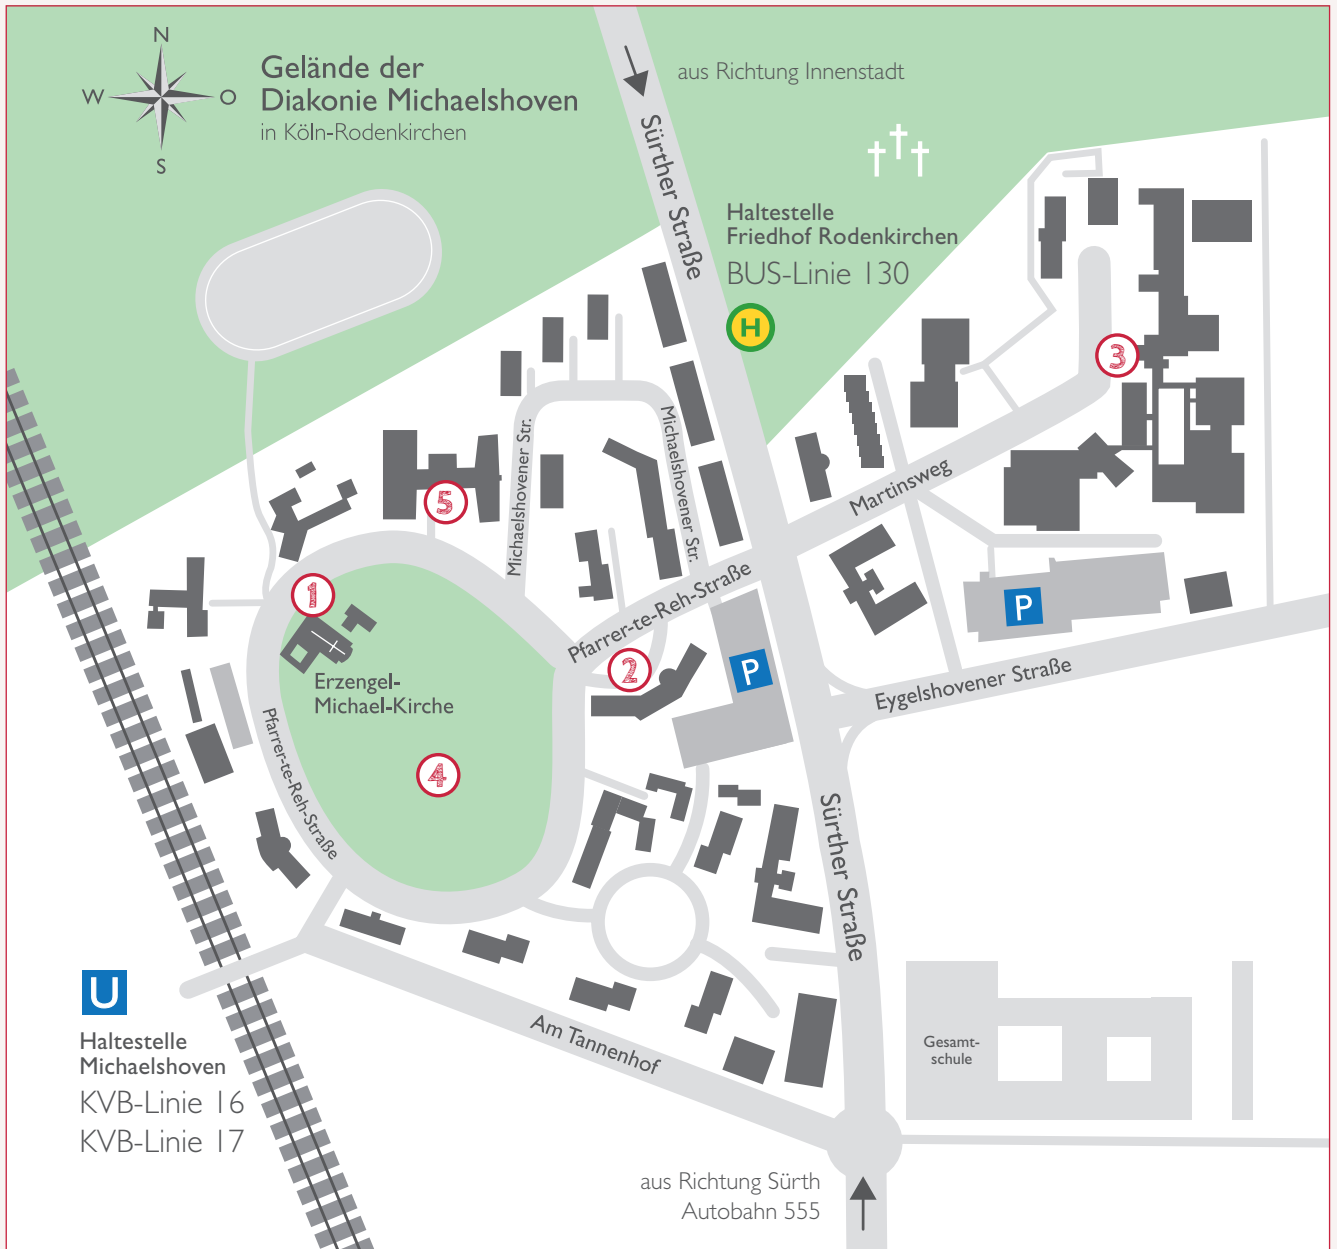 N
W
O
S
Gelände der
Diakonie Michaelshoven
in Köln-Rodenkirchen
aus Richtung Innenstadt
Sürther Straße
Haltestelle
Friedhof Rodenkirchen
BUS-Linie 130
H
3
Michaelshovener Str.
Michaelshovener Str.
Martinsweg
5
1
Pfarrer-te-Reh-Straße
P
P
2
Erzengel-
Michael-Kirche
Eygelshovener Straße
Pfarrer-te-Reh-Straße
4
Sürther Straße
U
Haltestelle
Michaelshoven
KVB-Linie 16
KVB-Linie 17
Am Tannenhof
Gesamt-
schule
aus Richtung Sürth
Autobahn 555